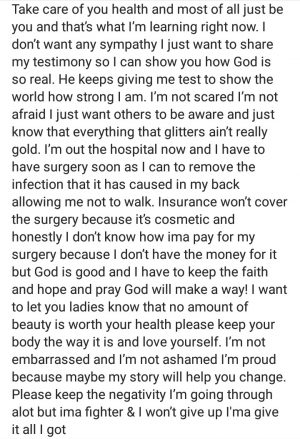 Take care of you health and most of all just be
you and that's what I'm learning right now. I
don't want any sympathy I just want to share
my testimony so I can show you how God is
so real. He keeps giving me test to show the
world how strong I am. I'm not scared I'm not
afraid I just want others to be aware and just
know that everything that glitters ain't really
gold. I'm out the hospital now and I have to
have surgery soon as I can to remove the
infection that it has caused in my back
allowing me not to walk. Insurance won't cover
the surgery because it's cosmetic and
honestly I don't know how ima pay for my
surgery because I don't have the money for it
but God is good and I have to keep the faith
and hope and pray God will make a way! I want
to let you ladies know that no amount of
beauty is worth your health please keep your
body the way it is and love yourself. I'm not
embarrassed and I'm not ashamed I'm proud
because maybe my story will help you change.
Please keep the negativity I'm going through
alot but ima fighter & I won't give up I'ma give
it all I got